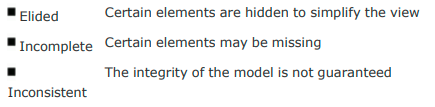 ■ Elided Certain elements are hidden to simplify the view
■ Incomplete Certain elements may be missing
■ The integrity of the model is not guaranteed
Inconsistent